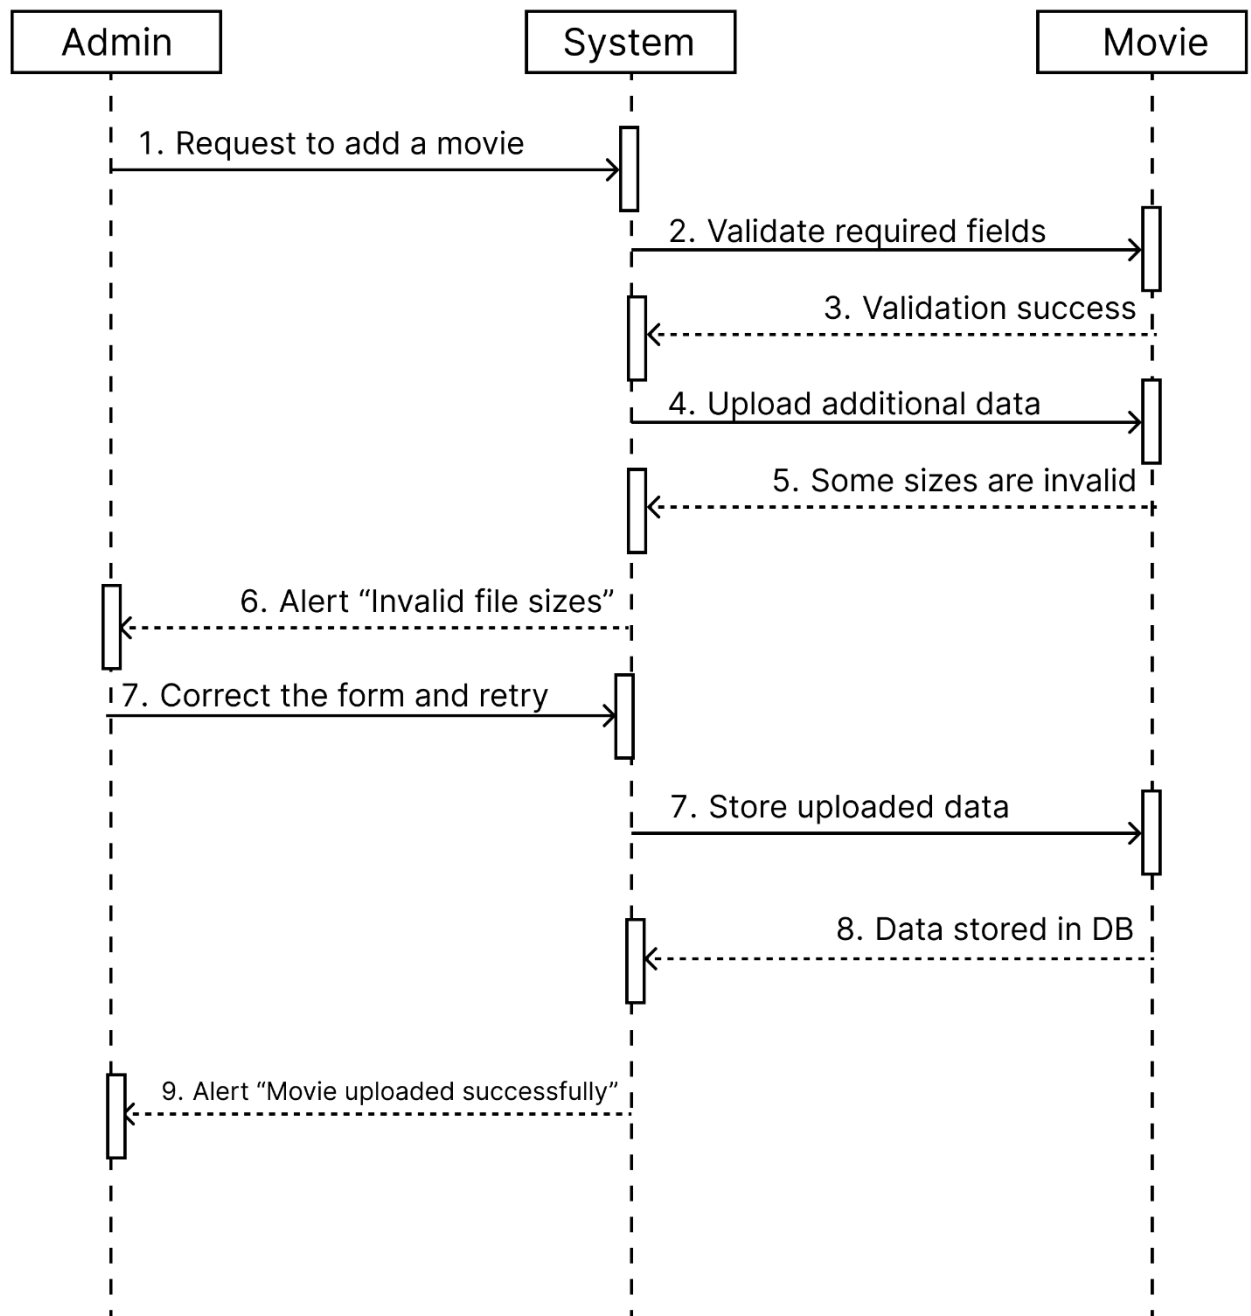 Admin
System
Movie
1. Request to add a movie
2. Validate required fields
3. Validation success
4. Upload additional data
5. Some sizes are invalid
6. Alert “Invalid file sizes”
7. Correct the form and retry
7. Store uploaded data
8. Data stored in DB
9. Alert “Movie uploaded successfully”